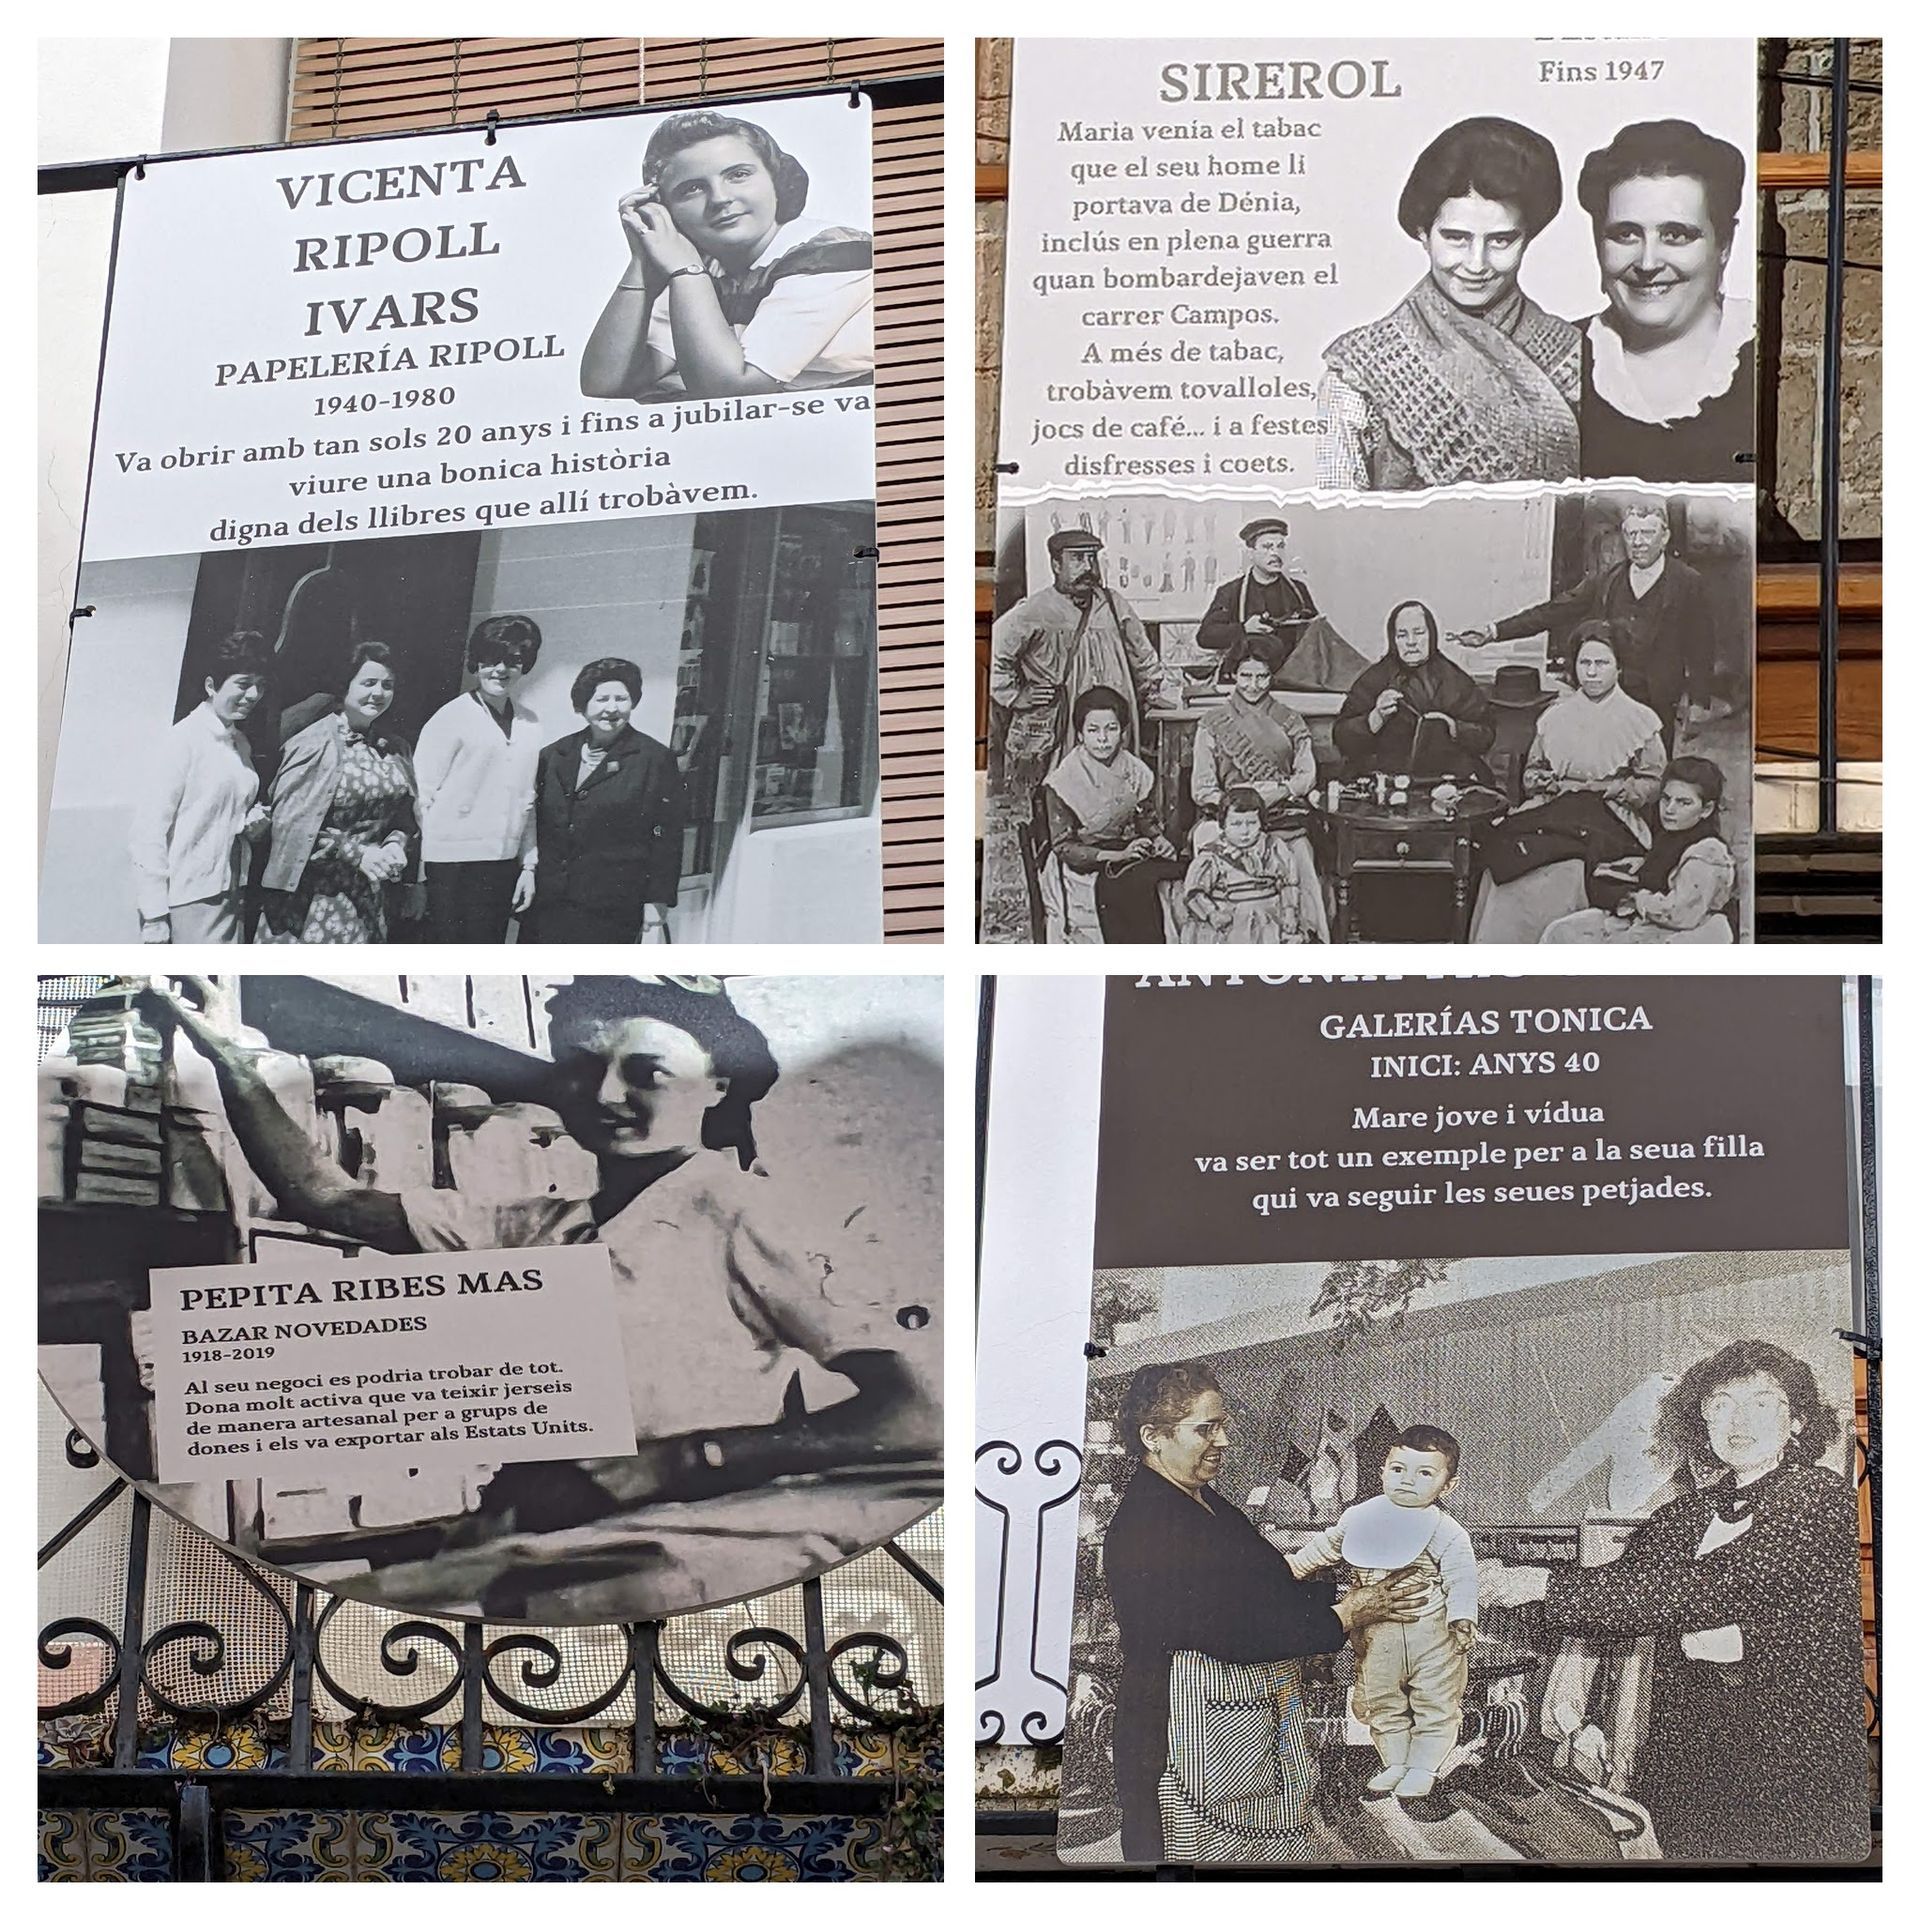 VICENTA
RIPOLL
IVARS
PAPELERÍA RIPOLL
1940-1980
Va obrir amb tan sols 20 anys i fins a jubilar-se va
viure una bonica història
digna dels llibres que allí trobàvem.
SIREROL
Fins 1947
Maria venía el tabac
que el seu home li
portava de Dénia,
inclús en plena guerra
quan bombardejaven el
carrer Campos.
A més de tabac,
trobàvem tovalloles,
jocs de café... i a festes
disfresses i coets.
PEPITA RIBES MAS
BAZAR NOVEDADES
1918-2019
Al seu negoci es podria trobar de tot.
Dona molt activa que va teixir jerseis
de manera artesanal per a grups de
dones i els va exportar als Estats Units.
GALERÍAS TONICA
INICI: ANYS 40
Mare jove i vídua
va ser tot un exemple per a la seua filla
qui va seguir les seues petjades.